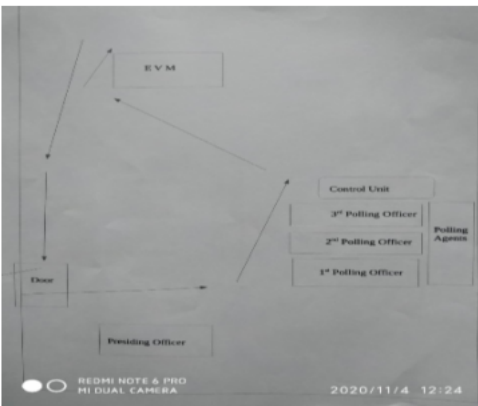 E V M
Control Unit
3rd Polling Officer
2nd Polling Officer
1st Polling Officer
Polling
Agents
Door
Presiding Officer
REDMI NOTE 6 PRO
MI DUAL CAMERA
2020/11/4 12:24